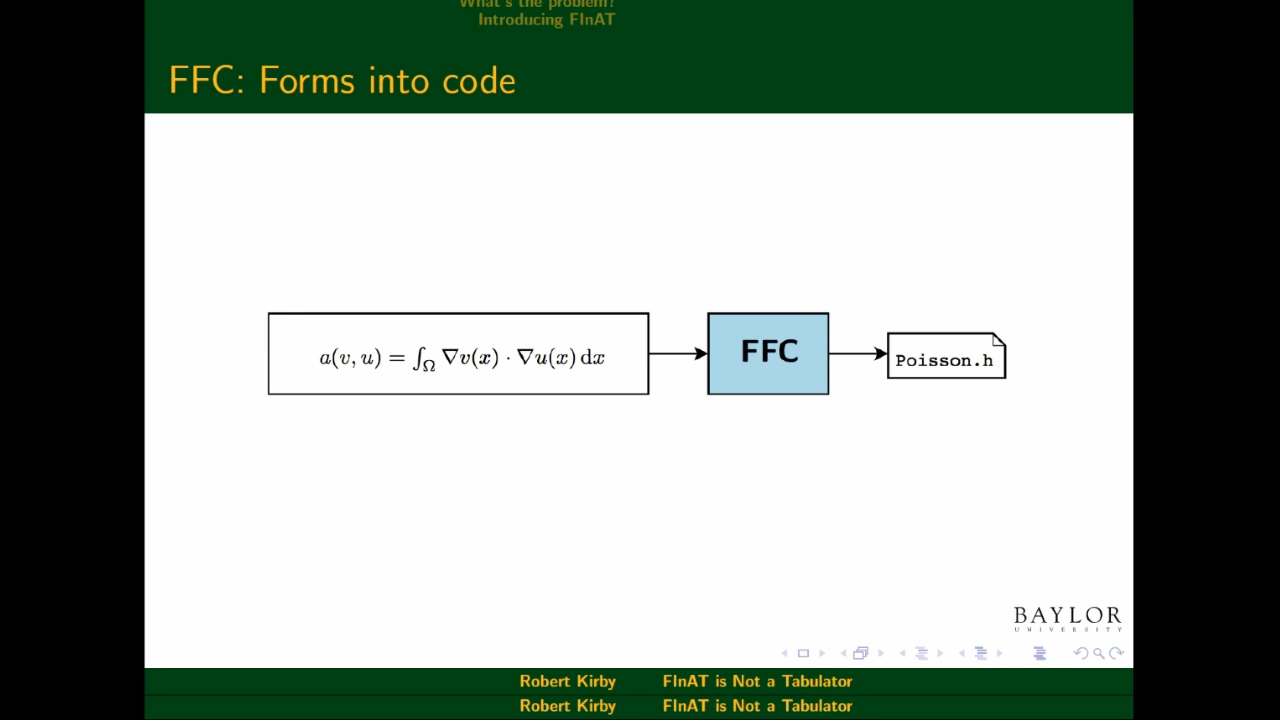 What's the problem?
Introducing FInAT
FFC: Forms into code
a(v, u) = ∫_Ω ∇v(x) · ∇u(x) dx
FFC
Poisson.h
BAYLOR
UNIVERSITY
Robert Kirby FInAT is Not a Tabulator
Robert Kirby FInAT is Not a Tabulator